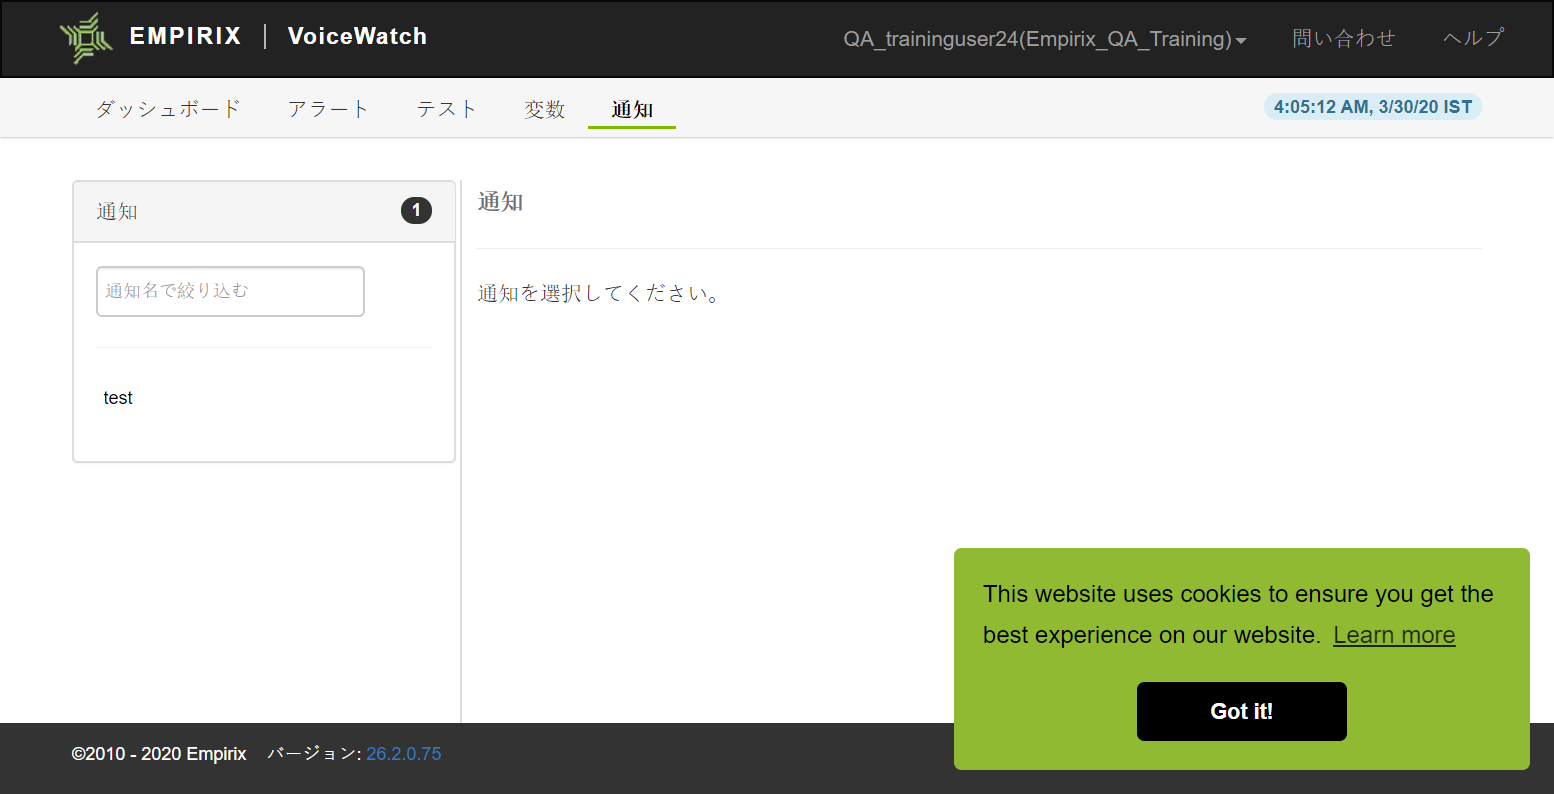 EMPIRIX | VoiceWatch
QA_traininguser24(Empirix_QA_Training)
問い合わせ
ヘルプ
ダッシュボード
アラート
テスト
変数
通知
4:05:12 AM, 3/30/20 IST
通知
1
通知名で絞り込む
test
通知
通知を選択してください。
This website uses cookies to ensure you get the
best experience on our website. Learn more
Got it!
©2010 - 2020 Empirix バージョン: 26.2.0.75